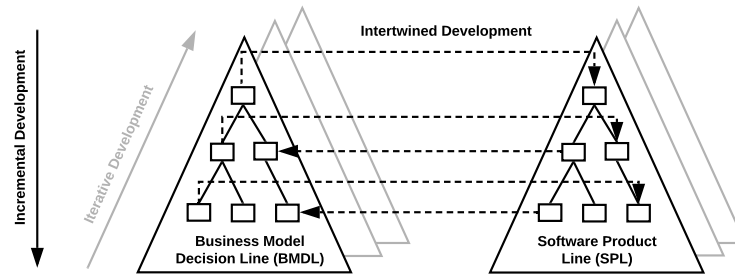 Intertwined Development
Incremental Development
Iterative Development
Business Model
Decision Line (BMDL)
Software Product
Line (SPL)